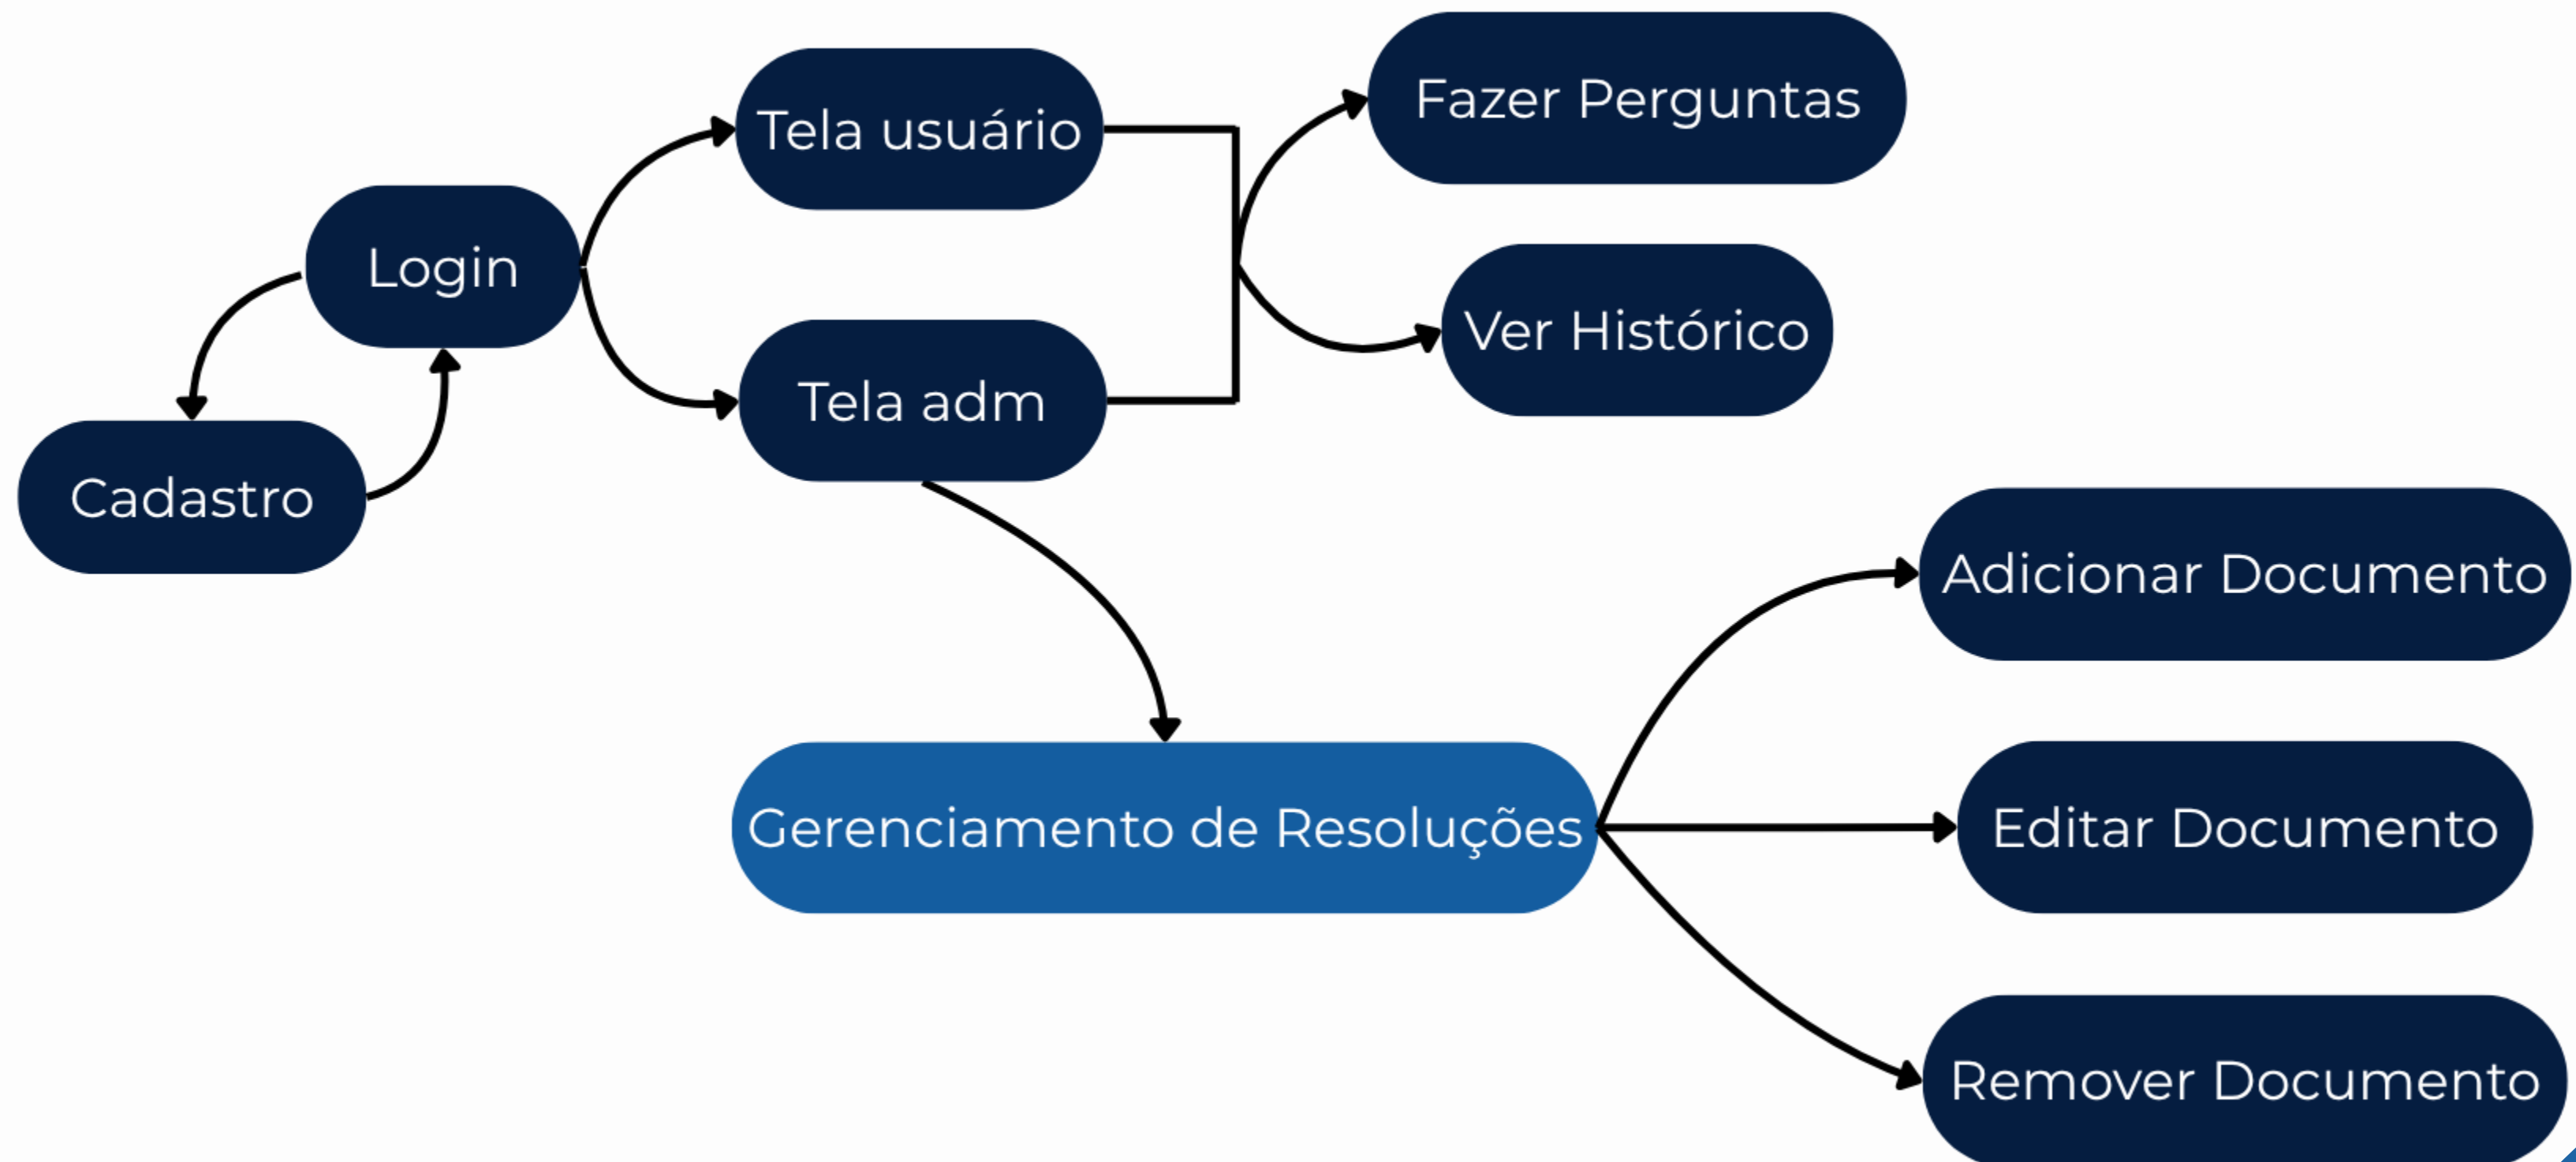 Fazer Perguntas
Tela usuário
Login
Ver Histórico
Tela adm
Cadastro
Adicionar Documento
Gerenciamento de Resoluções
Editar Documento
Remover Documento